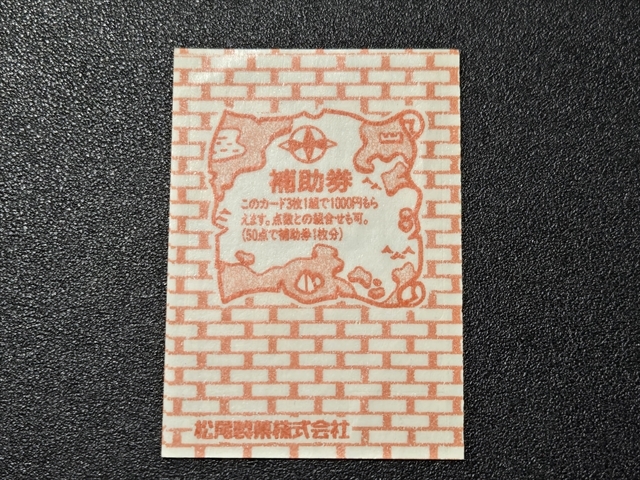 補助券
このカード3枚1組で1000円もら
えます。点数との組合せも可。
(50点で補助券1枚分)
松尾製菓株式会社